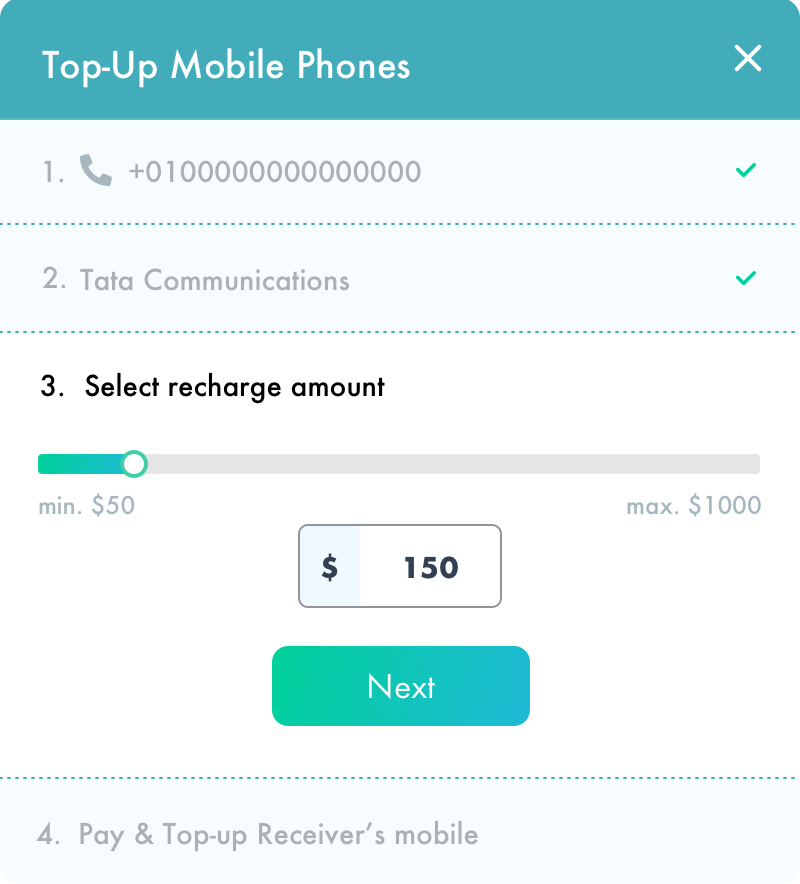 Top-Up Mobile Phones
1. +0100000000000000
2. Tata Communications
3. Select recharge amount
min. $50 max. $1000
$ 150
Next
4. Pay & Top-up Receiver’s mobile